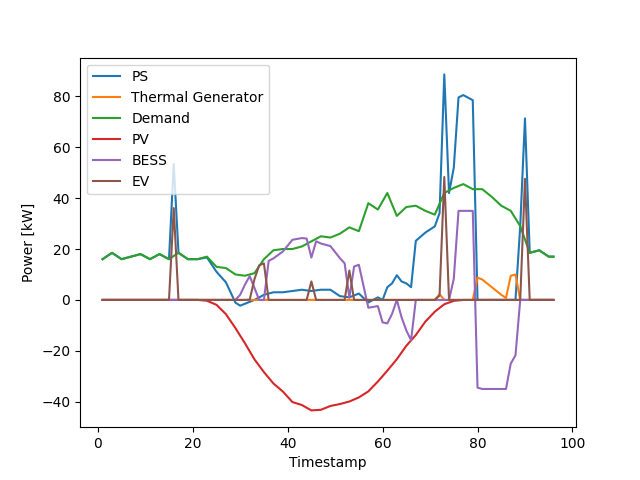 PS
Thermal Generator
Demand
PV
BESS
EV
Power [kW]
80
60
40
20
0
−20
−40
0 20 40 60 80 100
Timestamp